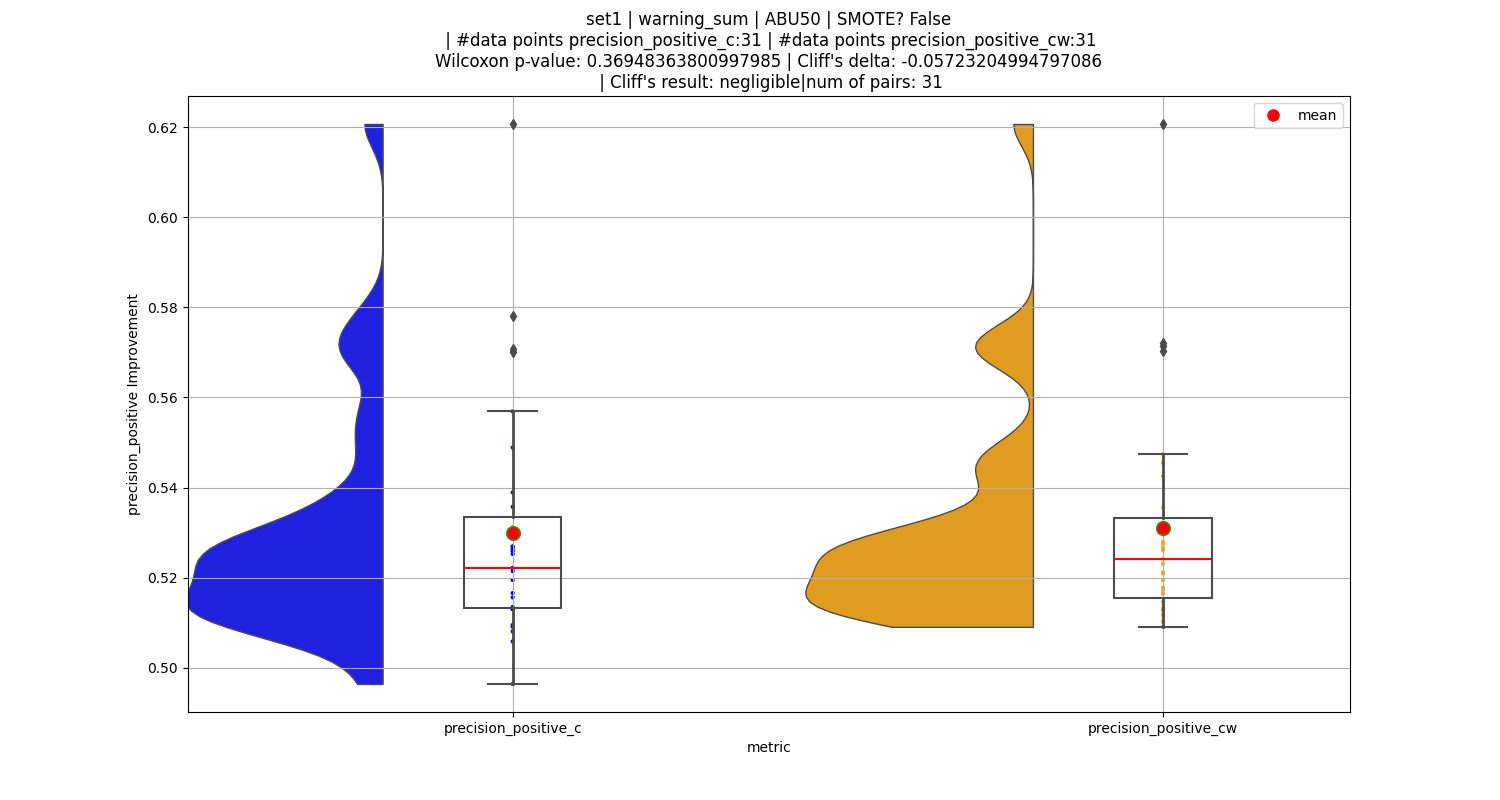 set1 | warning_sum | ABU50 | SMOTE? False
| #data points precision_positive_c:31 | #data points precision_positive_cw:31
Wilcoxon p-value: 0.36948363800997985 | Cliff's delta: -0.05723204994797086
| Cliff's result: negligible|num of pairs: 31
mean
0.62
0.60
0.58
0.56
0.54
0.52
0.50
precision_positive Improvement
precision_positive_c
precision_positive_cw
metric